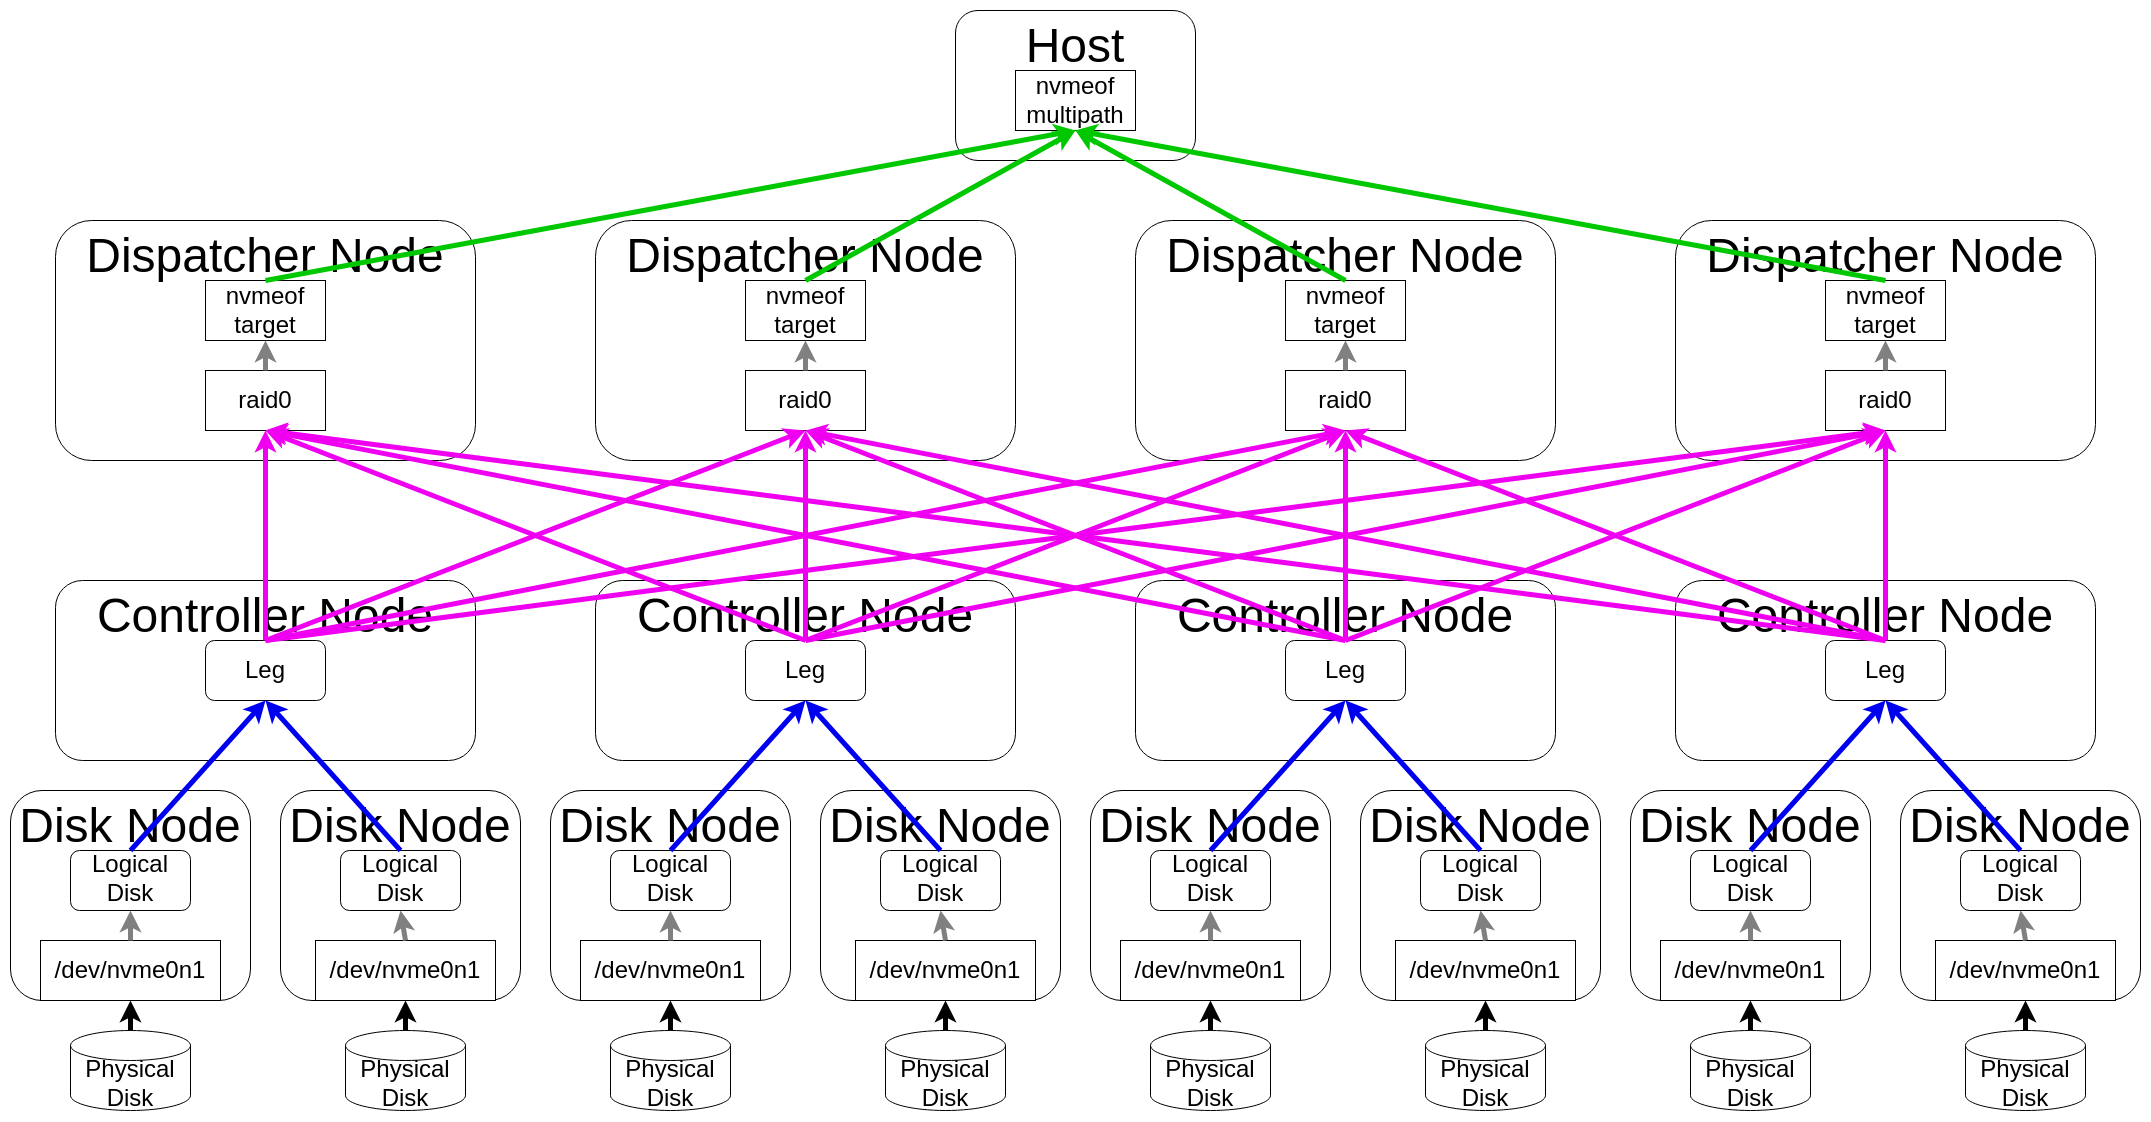 Host
nvmeof
multipath
Dispatcher Node
nvmeof
target
raid0
Dispatcher Node
nvmeof
target
raid0
Dispatcher Node
nvmeof
target
raid0
Dispatcher Node
nvmeof
target
raid0
Controller Node
Leg
Controller Node
Leg
Controller Node
Leg
Controller Node
Leg
Disk Node
Logical
Disk
/dev/nvme0n1
Physical
Disk
Disk Node
Logical
Disk
/dev/nvme0n1
Physical
Disk
Disk Node
Logical
Disk
/dev/nvme0n1
Physical
Disk
Disk Node
Logical
Disk
/dev/nvme0n1
Physical
Disk
Disk Node
Logical
Disk
/dev/nvme0n1
Physical
Disk
Disk Node
Logical
Disk
/dev/nvme0n1
Physical
Disk
Disk Node
Logical
Disk
/dev/nvme0n1
Physical
Disk
Disk Node
Logical
Disk
/dev/nvme0n1
Physical
Disk